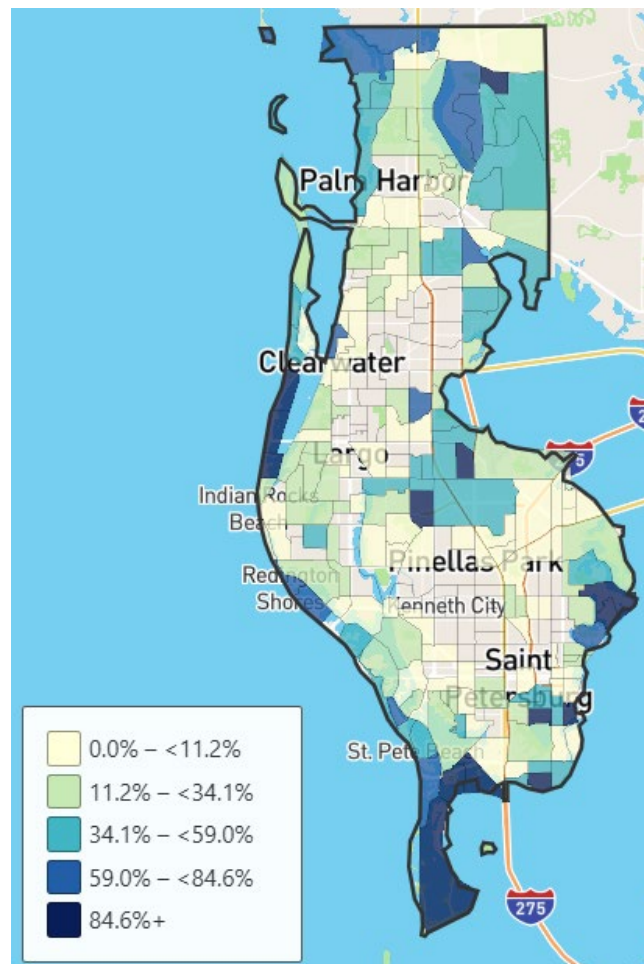 Palm Harbor
Clearwater
Largo
Indian Rocks
Beach
Pinellas Park
Redington
Shores
Kenneth City
Saint
Petersburg
St. Pete Beach
0.0% – <11.2%
11.2% – <34.1%
34.1% – <59.0%
59.0% – <84.6%
84.6%+
275